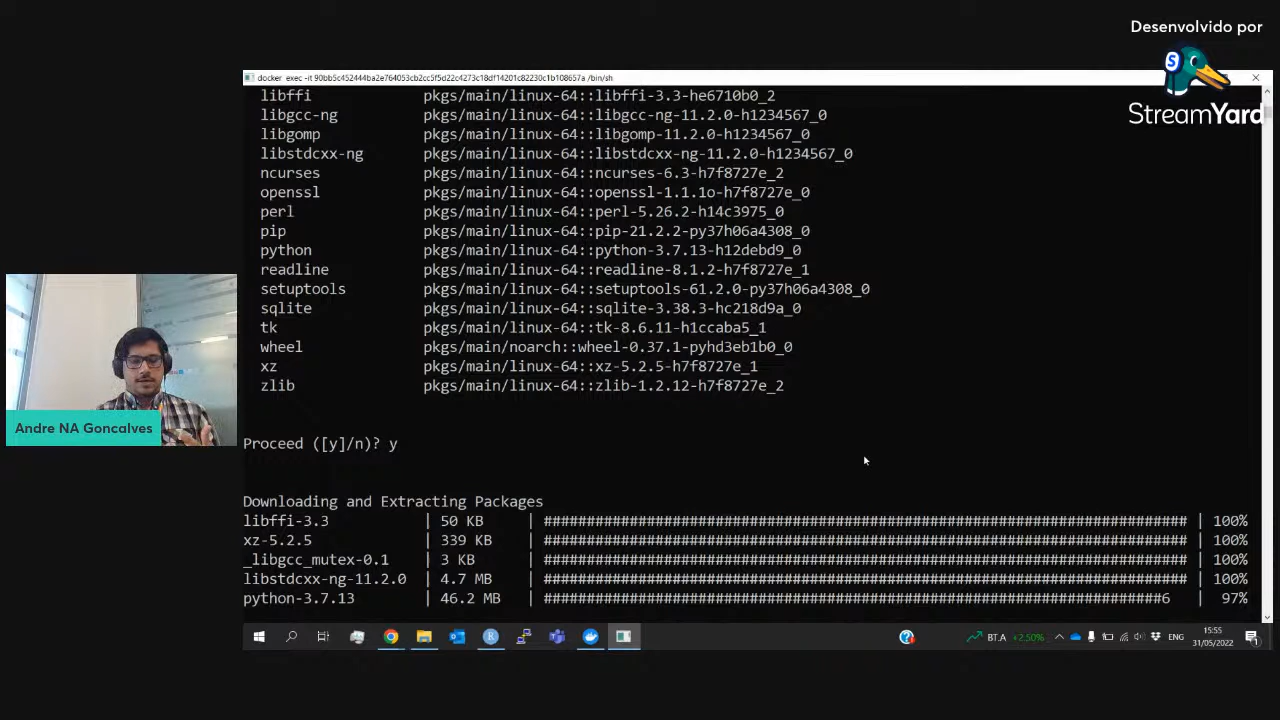 Desenvolvido por
StreamYard
docker exec -it 90bb5c452444ba2e764053cb2cc5f5d22c4273c18df14201c82230c1b108657a /bin/sh
libffi pkgs/main/linux-64::libffi-3.3-he6710b0_2
libgcc-ng pkgs/main/linux-64::libgcc-ng-11.2.0-h1234567_0
libgomp pkgs/main/linux-64::libgomp-11.2.0-h1234567_0
libstdcxx-ng pkgs/main/linux-64::libstdcxx-ng-11.2.0-h1234567_0
ncurses pkgs/main/linux-64::ncurses-6.3-h7f8727e_2
openssl pkgs/main/linux-64::openssl-1.1.1o-h7f8727e_0
perl pkgs/main/linux-64::perl-5.26.2-h14c3975_0
pip pkgs/main/linux-64::pip-21.2.2-py37h06a4308_0
python pkgs/main/linux-64::python-3.7.13-h12debd9_0
readline pkgs/main/linux-64::readline-8.1.2-h7f8727e_1
setuptools pkgs/main/linux-64::setuptools-61.2.0-py37h06a4308_0
sqlite pkgs/main/linux-64::sqlite-3.38.3-hc218d9a_0
tk pkgs/main/linux-64::tk-8.6.11-h1ccaba5_1
wheel pkgs/main/noarch::wheel-0.37.1-pyhd3eb1b0_0
xz pkgs/main/linux-64::xz-5.2.5-h7f8727e_1
zlib pkgs/main/linux-64::zlib-1.2.12-h7f8727e_2
Proceed ([y]/n)? y
Downloading and Extracting Packages
libffi-3.3 | 50 KB | ########################################################################### | 100%
xz-5.2.5 | 339 KB | ########################################################################### | 100%
_libgcc_mutex-0.1 | 3 KB | ########################################################################### | 100%
libstdcxx-ng-11.2.0 | 4.7 MB | ########################################################################### | 100%
python-3.7.13 | 46.2 MB | ########################################################################6 | 97%
Andre NA Goncalves
BT.A +2.50%
ENG
15:55
31/05/2022